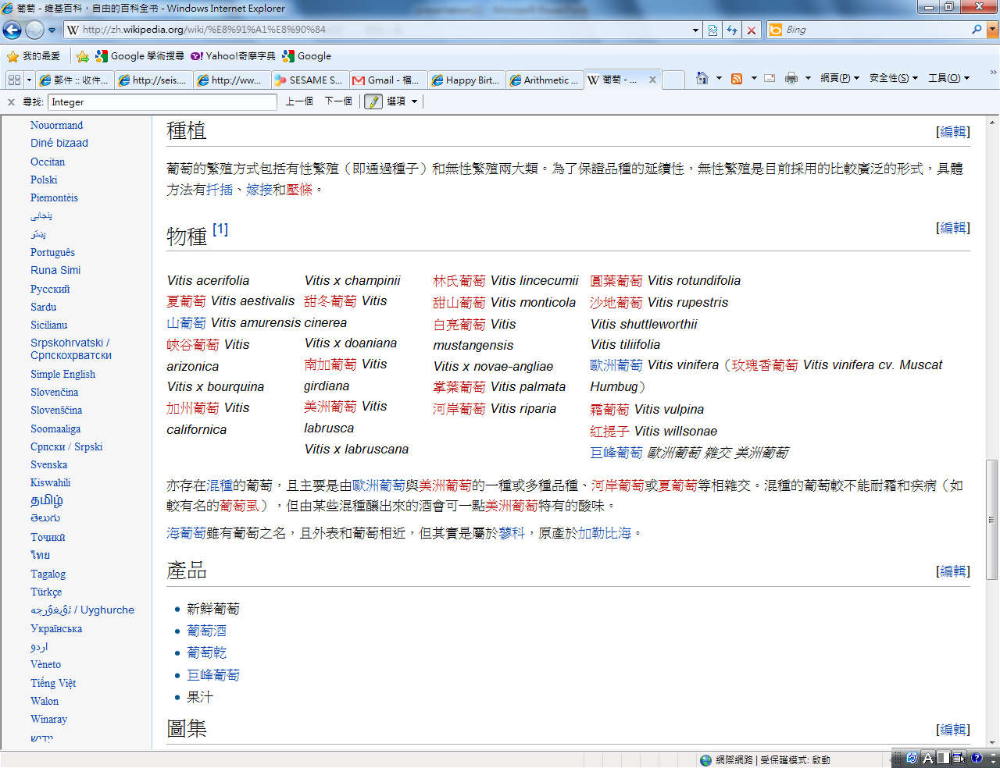 葡萄 - 維基百科，自由的百科全书 - Windows Internet Explorer
http://zh.wikipedia.org/wiki/%E8%91%A1%E8%90%84
Bing
我的最愛
Google 學術搜尋
Yahoo!奇摩字典
Google
郵件 :: 收件...
http://seis....
http://ww...
SESAME S...
Gmail - 檔...
Happy Birt...
Arithmetic ...
葡萄 - ...
網頁(P)
安全性(S)
工具(O)
尋找: Integer
上一個
下一個
選項
Nouormand
Diné bizaad
Occitan
Polski
Piemontèis
پنجابی
پښتو
Português
Runa Simi
Русский
Sardu
Sicilianu
Srpskohrvatski /
Српскохрватски
Simple English
Slovenčina
Slovenščina
Soomaaliga
Српски / Srpski
Svenska
Kiswahili
தமிழ்
తెలుగు
Тоҷикӣ
ไทย
Tagalog
Türkçe
ئۇيغۇرچە / Uyghurche
Українська
اردو
Vèneto
Tiếng Việt
Walon
Winaray
ייִדיש
種植
[編輯]
葡萄的繁殖方式包括有性繁殖（即通過種子）和無性繁殖兩大類。為了保證品種的延續性，無性繁殖是目前採用的比較廣泛的形式，具體
方法有扦插、嫁接和壓條。
物種 [1]
[編輯]
Vitis acerifolia
夏葡萄 Vitis aestivalis
山葡萄 Vitis amurensis
峽谷葡萄 Vitis
arizonica
Vitis x bourquina
加州葡萄 Vitis
californica
Vitis x champinii
甜冬葡萄 Vitis
cinerea
Vitis x doaniana
南加葡萄 Vitis
girdiana
美洲葡萄 Vitis
labrusca
Vitis x labruscana
林氏葡萄 Vitis lincecumii
甜山葡萄 Vitis monticola
白亮葡萄 Vitis
mustangensis
Vitis x novae-angliae
掌葉葡萄 Vitis palmata
河岸葡萄 Vitis riparia
圓葉葡萄 Vitis rotundifolia
沙地葡萄 Vitis rupestris
Vitis shuttleworthii
Vitis tiliifolia
歐洲葡萄 Vitis vinifera（玫瑰香葡萄 Vitis vinifera cv. Muscat
Humbug）
霜葡萄 Vitis vulpina
紅提子 Vitis willsonae
巨峰葡萄 歐洲葡萄 雜交 美洲葡萄
亦存在混種的葡萄，且主要是由歐洲葡萄與美洲葡萄的一種或多種品種、河岸葡萄或夏葡萄等相雜交。混種的葡萄較不能耐霜和疾病（如
較有名的葡萄虱），但由某些混種釀出來的酒會可一點美洲葡萄特有的酸味。
海葡萄雖有葡萄之名，且外表和葡萄相近，但其實是屬於蓼科，原產於加勒比海。
產品
[編輯]
新鮮葡萄
葡萄酒
葡萄乾
巨峰葡萄
果汁
圖集
[編輯]
網際網路 | 受保護模式: 啟動
A